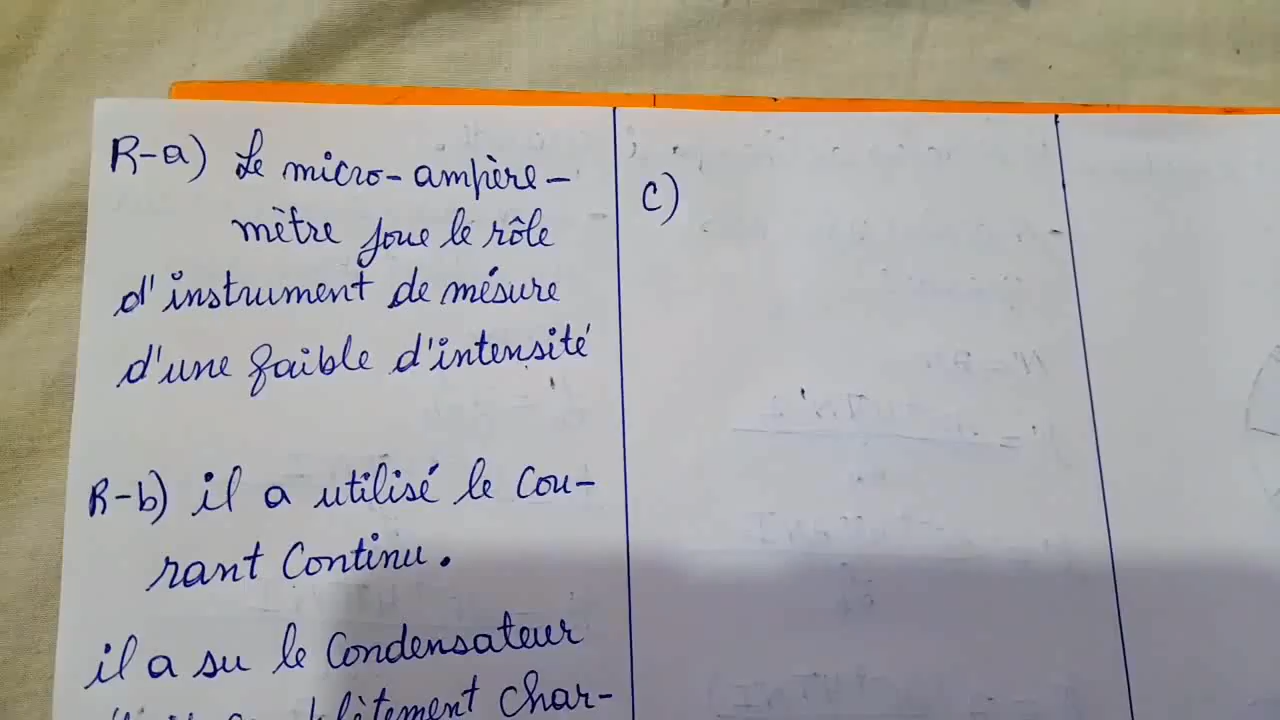 R-a) Le micro-ampère-
mètre joue le rôle
d'instrument de mésure
d'une faible d'intensité
R-b) il a utilisé le cou-
rant Continu.
il a su le Condensateur
char-
c)